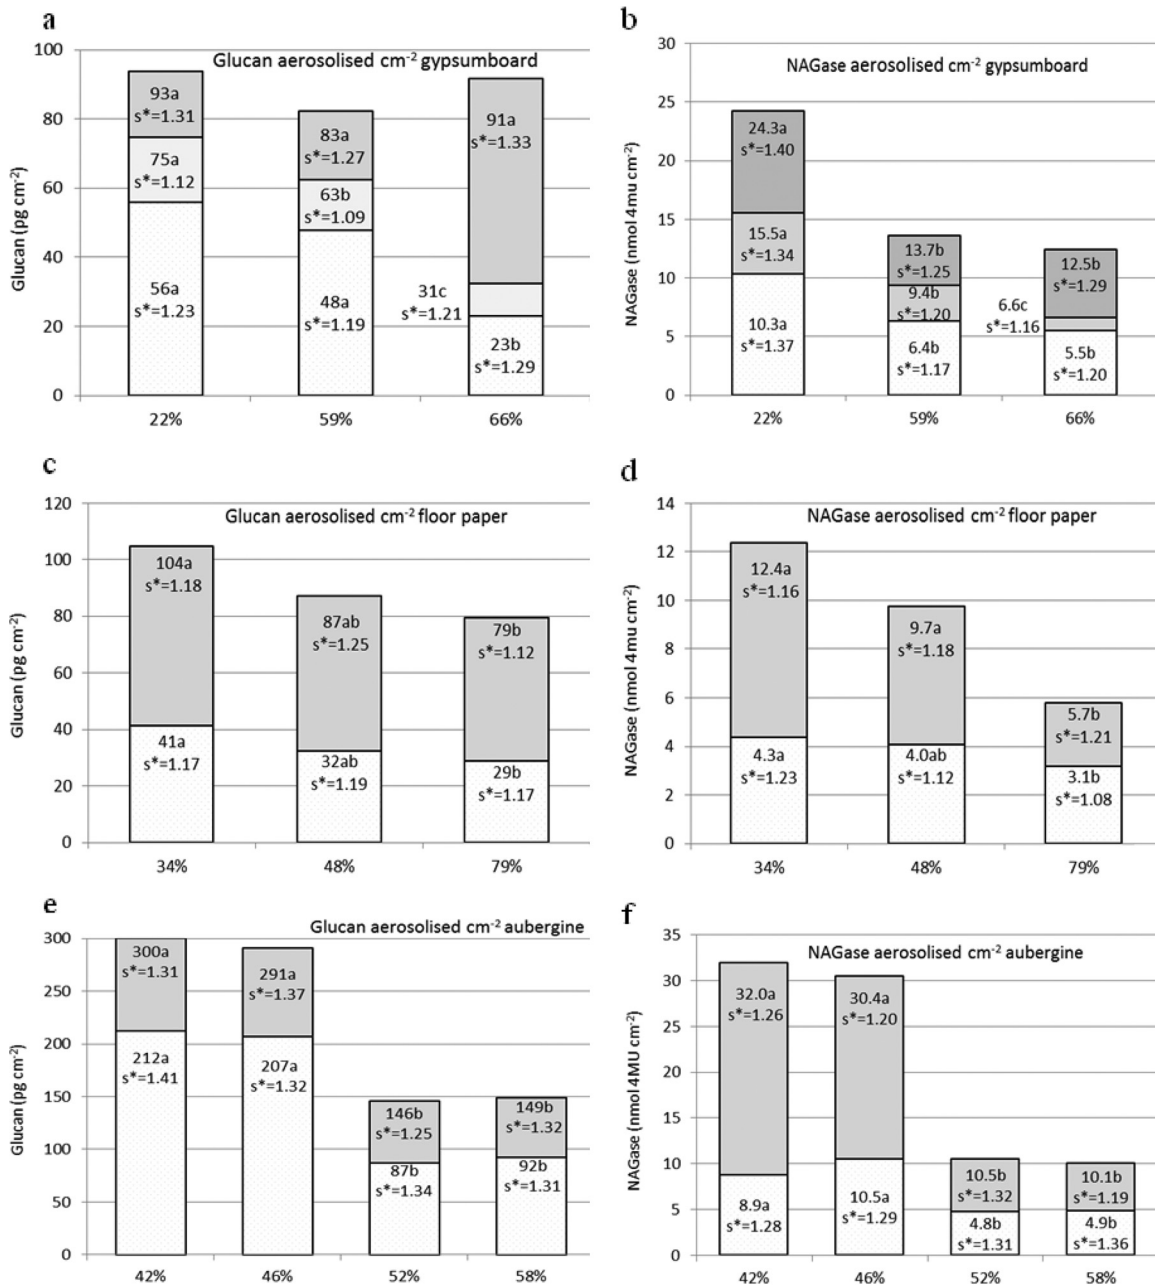 a
Glucan aerosolised cm-2 gypsumboard
Glucan (pg cm-2)
100
80
60
40
20
0
93a
s*=1.31
75a
s*=1.12
56a
s*=1.23
83a
s*=1.27
63b
s*=1.09
48a
s*=1.19
91a
s*=1.33
31c
s*=1.21
23b
s*=1.29
22%
59%
66%
b
NAGase aerosolised cm-2 gypsumboard
NAGase (nmol 4mu cm-2)
30
25
20
15
10
5
0
24.3a
s*=1.40
15.5a
s*=1.34
10.3a
s*=1.37
13.7b
s*=1.25
9.4b
s*=1.20
6.4b
s*=1.17
12.5b
s*=1.29
6.6c
s*=1.16
5.5b
s*=1.20
22%
59%
66%
c
Glucan aerosolised cm-2 floor paper
Glucan (pg cm-2)
120
100
80
60
40
20
0
104a
s*=1.18
41a
s*=1.17
87ab
s*=1.25
32ab
s*=1.19
79b
s*=1.12
29b
s*=1.17
34%
48%
79%
d
NAGase aerosolised cm-2 floor paper
NAGase (nmol 4mu cm-2)
14
12
10
8
6
4
2
0
12.4a
s*=1.16
4.3a
s*=1.23
9.7a
s*=1.18
4.0ab
s*=1.12
5.7b
s*=1.21
3.1b
s*=1.08
34%
48%
79%
e
Glucan aerosolised cm-2 aubergine
Glucan (pg cm-2)
300
250
200
150
100
50
0
300a
s*=1.31
212a
s*=1.41
291a
s*=1.37
207a
s*=1.32
146b
s*=1.25
87b
s*=1.34
149b
s*=1.32
92b
s*=1.31
42%
46%
52%
58%
f
NAGase aerosolised cm-2 aubergine
NAGase (nmol 4MU cm-2)
35
30
25
20
15
10
5
0
32.0a
s*=1.26
8.9a
s*=1.28
30.4a
s*=1.20
10.5a
s*=1.29
10.5b
s*=1.32
4.8b
s*=1.31
10.1b
s*=1.19
4.9b
s*=1.36
42%
46%
52%
58%